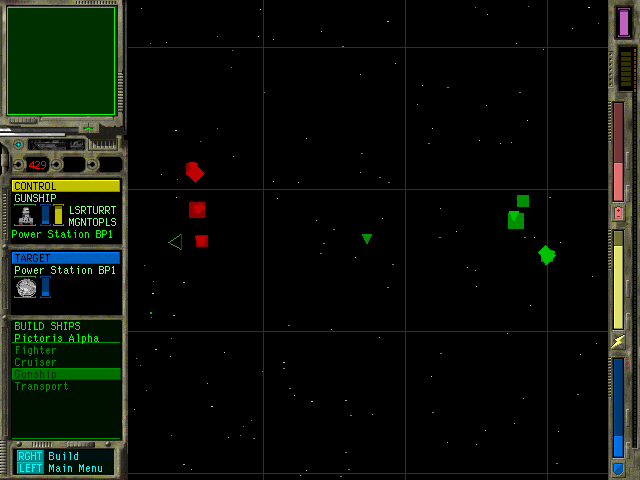 429
CONTROL
GUNSHIP
LSRTURRT
MGNTOPLS
Power Station BP1
TARGET
Power Station BP1
BUILD SHIPS
Pictoris Alpha
Fighter
Cruiser
Gunship
Transport
RGHT Build
LEFT Main Menu